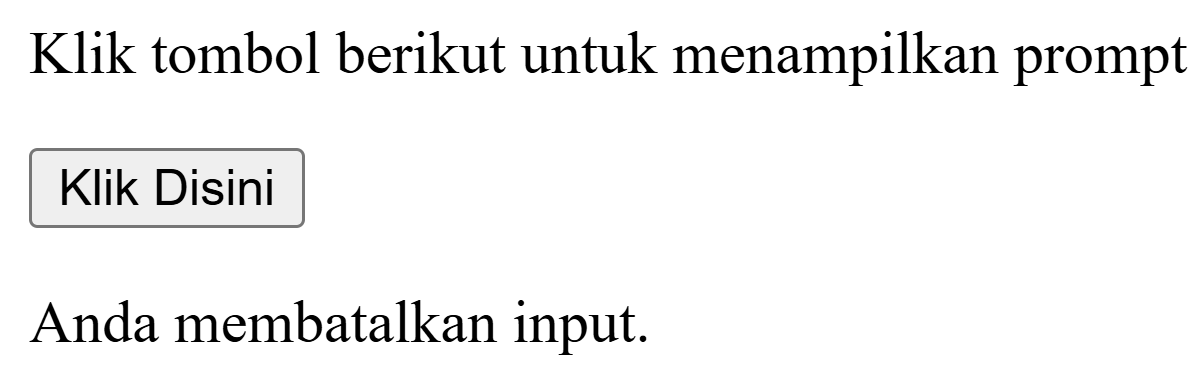 Klik tombol berikut untuk menampilkan prompt
Klik Disini
Anda membatalkan input.